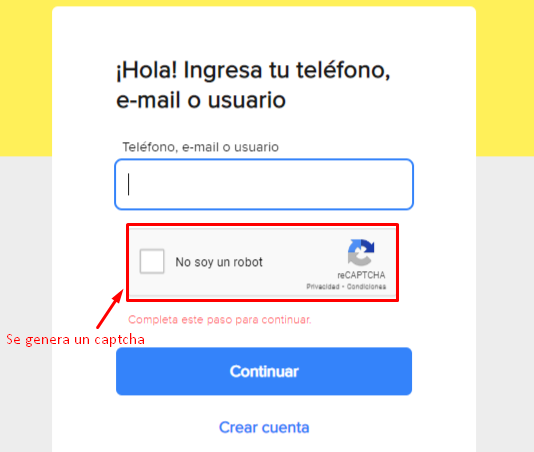 ¡Hola! Ingresa tu teléfono,
e-mail o usuario
Teléfono, e-mail o usuario
No soy un robot
reCAPTCHA
Privacidad - Condiciones
Completa este paso para continuar.
Se genera un captcha
Continuar
Crear cuenta